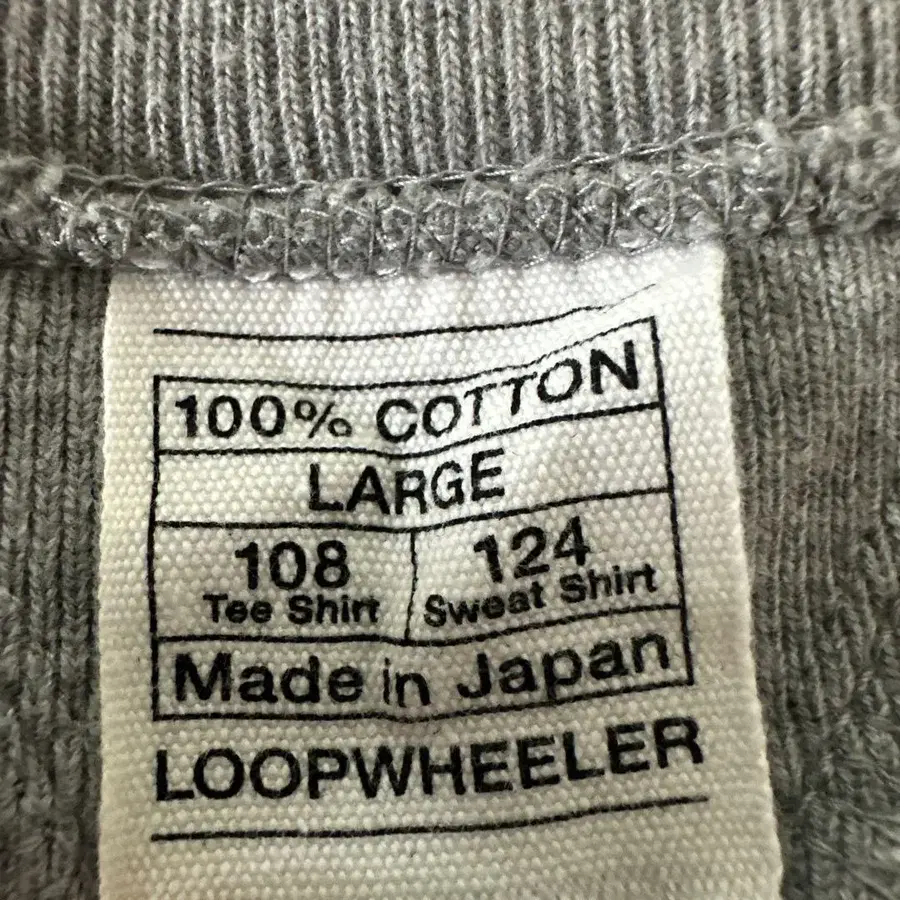 100% COTTON
LARGE
108 124
Tee Shirt Sweat Shirt
Made in Japan
LOOPWHEELER